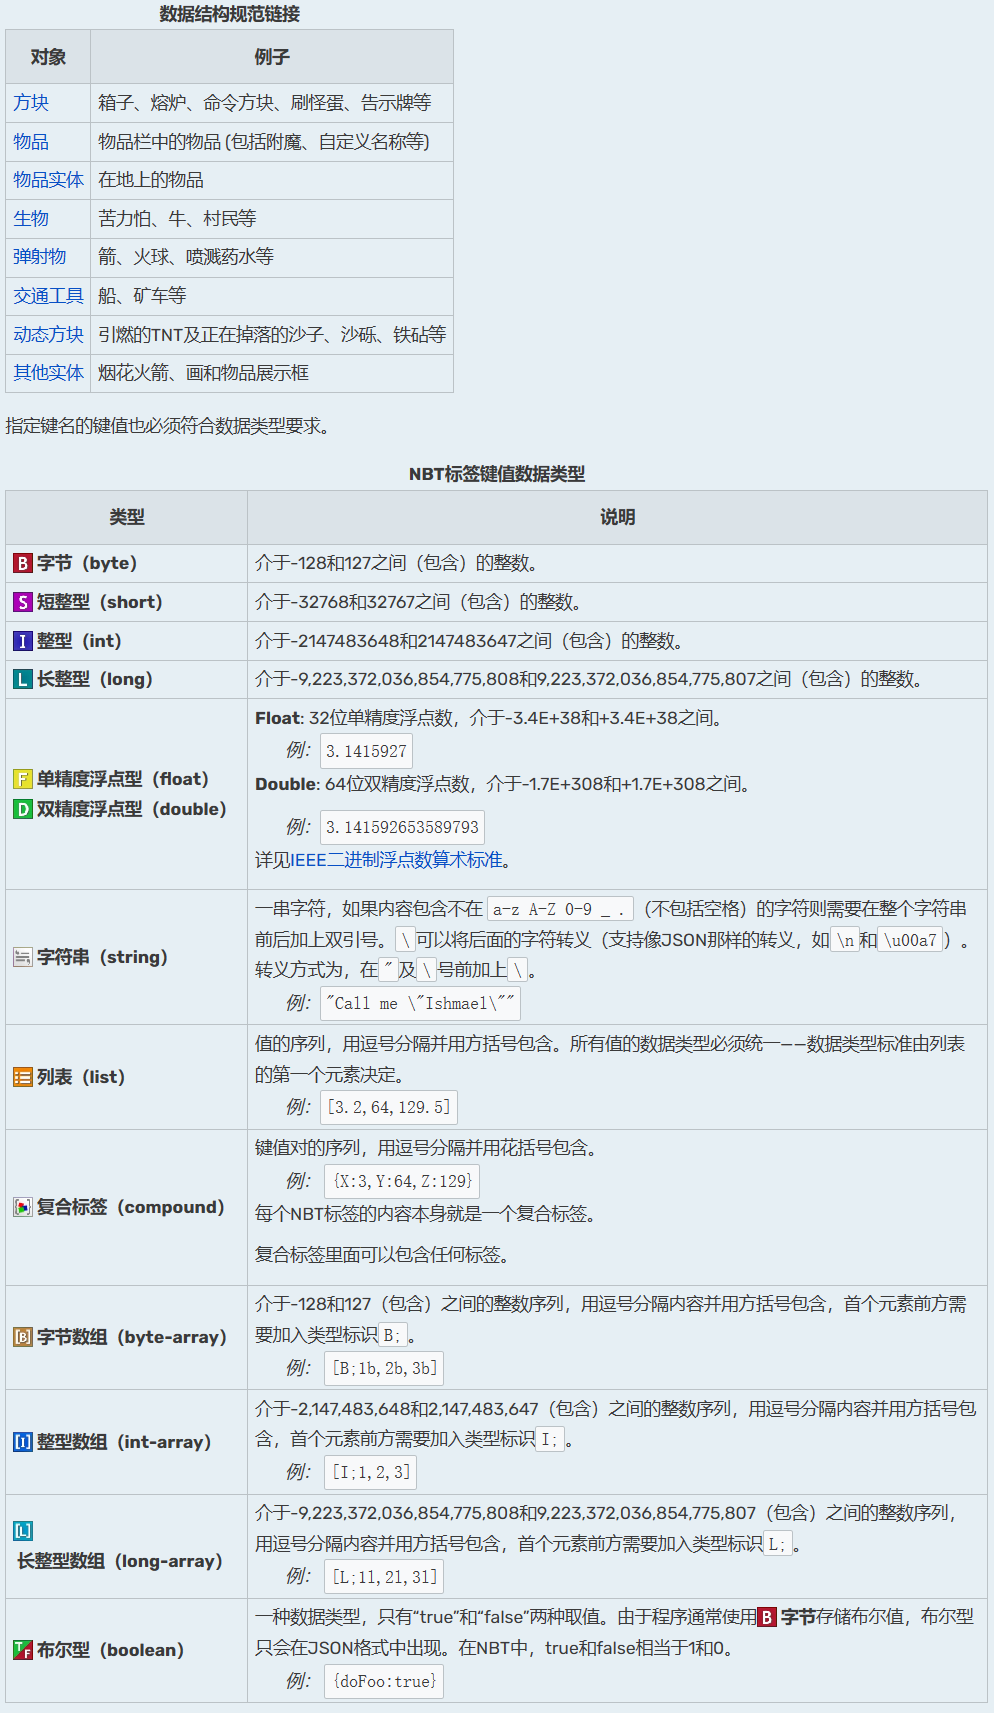 数据结构规范链接
对象 例子
方块 箱子、熔炉、命令方块、刷怪蛋、告示牌等
物品 物品栏中的物品 (包括附魔、自定义名称等)
物品实体 在地上的物品
生物 苦力怕、牛、村民等
弹射物 箭、火球、喷溅药水等
交通工具 船、矿车等
动态方块 引燃的TNT及正在掉落的沙子、沙砾、铁砧等
其他实体 烟花火箭、画和物品展示框
指定键名的键值也必须符合数据类型要求。
NBT标签键值数据类型
类型 说明
B 字节（byte） 介于-128和127之间（包含）的整数。
S 短整型（short） 介于-32768和32767之间（包含）的整数。
I 整型（int） 介于-2147483648和2147483647之间（包含）的整数。
L 长整型（long） 介于-9,223,372,036,854,775,808和9,223,372,036,854,775,807之间（包含）的整数。
F 单精度浮点型（float）
D 双精度浮点型（double）
Float: 32位单精度浮点数，介于-3.4E+38和+3.4E+38之间。
例： 3.1415927
Double: 64位双精度浮点数，介于-1.7E+308和+1.7E+308之间。
例： 3.141592653589793
详见IEEE二进制浮点数算术标准。
字符串（string）
一串字符，如果内容包含不在 a-z A-Z 0-9 _ . （不包括空格）的字符则需要在整个字符串
前后加上双引号。 \ 可以将后面的字符转义（支持像JSON那样的转义，如 \n 和 \u00a7 ）。
转义方式为，在 " 及 \ 号前加上 \ 。
例： "Call me \"Ishmael\""
列表（list）
值的序列，用逗号分隔并用方括号包含。所有值的数据类型必须统一——数据类型标准由列表
的第一个元素决定。
例： [3.2,64,129.5]
复合标签（compound）
键值对的序列，用逗号分隔并用花括号包含。
例： {X:3,Y:64,Z:129}
每个NBT标签的内容本身就是一个复合标签。
复合标签里面可以包含任何标签。
[B] 字节数组（byte-array）
介于-128和127（包含）之间的整数序列，用逗号分隔内容并用方括号包含，首个元素前方需
要加入类型标识 B; 。
例： [B;1b,2b,3b]
[I] 整型数组（int-array）
介于-2,147,483,648和2,147,483,647（包含）之间的整数序列，用逗号分隔内容并用方括号包
含，首个元素前方需要加入类型标识 I; 。
例： [I;1,2,3]
[L]
长整型数组（long-array）
介于-9,223,372,036,854,775,808和9,223,372,036,854,775,807（包含）之间的整数序列，
用逗号分隔内容并用方括号包含，首个元素前方需要加入类型标识 L; 。
例： [L;1l,2l,3l]
TF 布尔型（boolean）
一种数据类型，只有“true”和“false”两种取值。由于程序通常使用 B 字节存储布尔值，布尔型
只会在JSON格式中出现。在NBT中，true和false相当于1和0。
例： {doFoo:true}